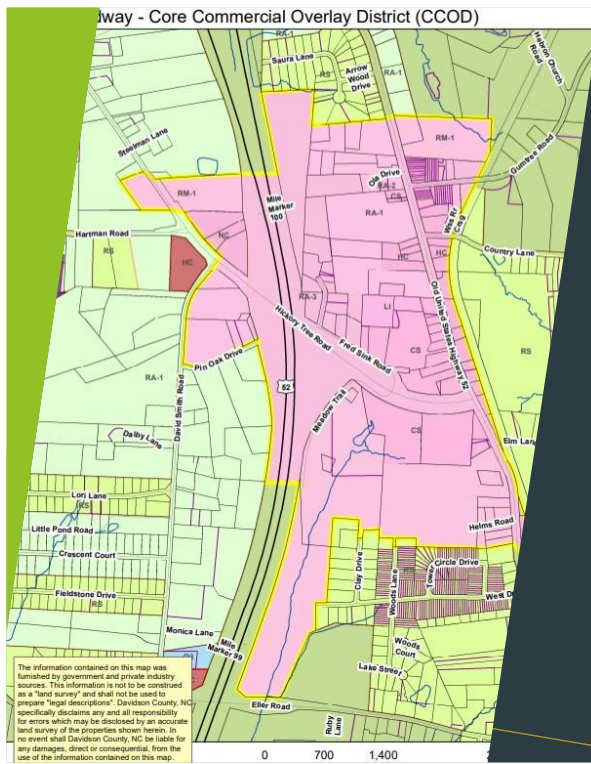 dway - Core Commercial Overlay District (CCOD)
RA-1
Saura Lane
RS
Arrow
Wood
Drive
RA-1
Hebron Church
Road
Steelman Lane
RM-1
Gumtree Road
Ola Drive
RA-2
CS
RM-1
Mile
Marker
100
RA-1
Hartman Road
NC
RS
HC
HC
HC
Country Lane
RA-3
LI
Hickory Tree Road
Fred Sink Road
Old United States Highway 52
CS
RS
Pin Oak Drive
RA-1
52
David Smith Road
Meadow Trak
CS
Dalby Lane
Elm Lan
Lori Lane
RS
Helms Road
Little Pond Road
Crescent Court
Clay Drive
Circle Drive
Tower
RS
Woods Lane
Fieldstone Drive
RS
West D
Monica Lane
Mile
Marker 99
Woods
Court
Lake Street
Eller Road
Ruby
Lane
The information contained on this map was
furnished by government and private industry
sources. This information is not to be construed
as a "land survey" and shall not be used to
prepare "legal descriptions". Davidson County, NC,
specifically disclaims any and all responsibility
for errors which may be disclosed by an accurate
land survey of the properties shown herein. In
no event shall Davidson County, NC be liable for
any damages, direct or consequential, from the
use of the information contained on this map.
0 700 1,400